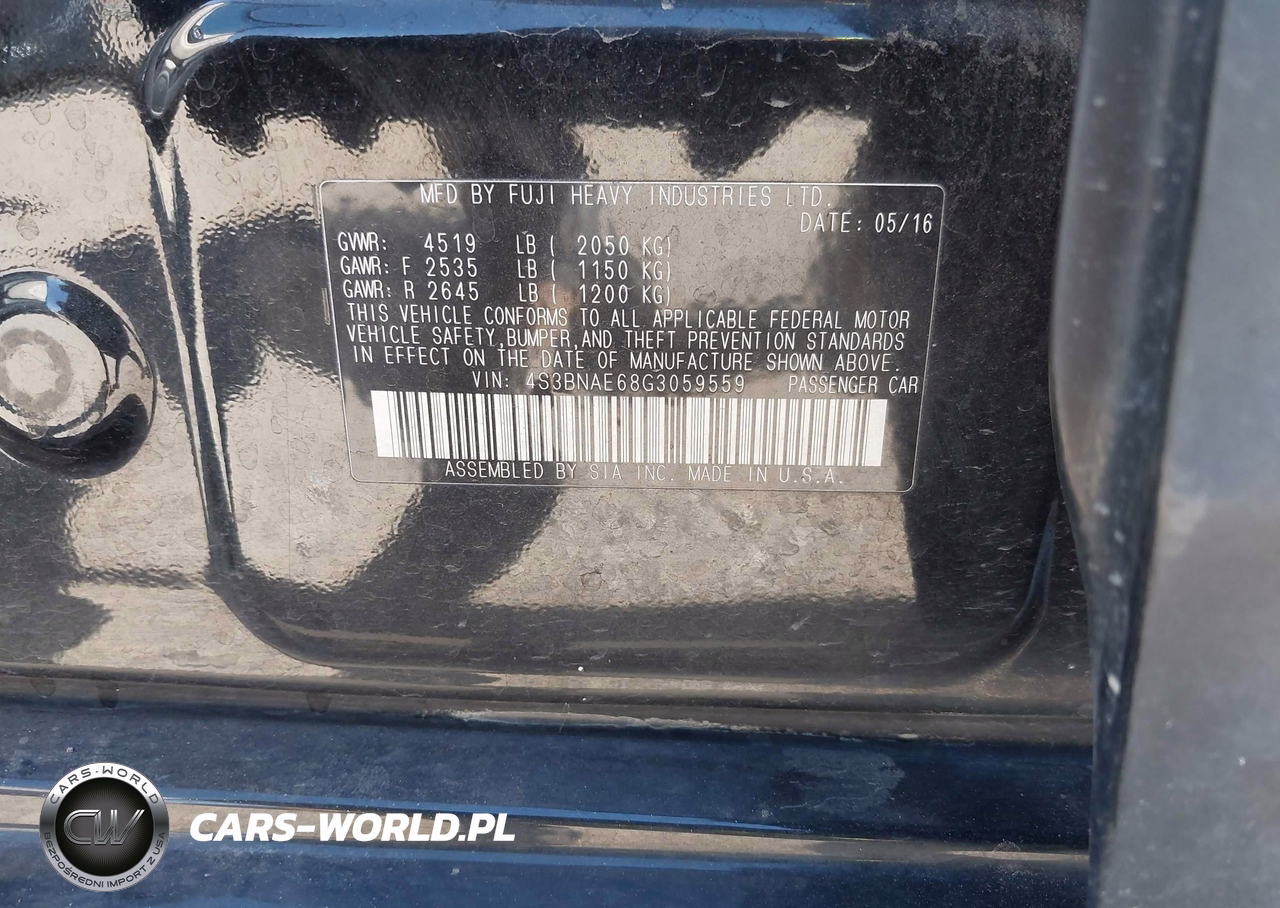 MFD BY FUJI HEAVY INDUSTRIES LTD.
DATE: 05/16
GVWR: 4519 LB ( 2050 KG)
GAWR: F 2535 LB ( 1150 KG)
GAWR: R 2645 LB ( 1200 KG)
THIS VEHICLE CONFORMS TO ALL APPLICABLE FEDERAL MOTOR
VEHICLE SAFETY,BUMPER,AND THEFT PREVENTION STANDARDS
IN EFFECT ON THE DATE OF MANUFACTURE SHOWN ABOVE.
VIN: 4S3BNAE68G3059559 PASSENGER CAR
ASSEMBLED BY SIA INC. MADE IN U.S.A.
CARS-WORLD
CW
BEZPOŚREDNI IMPORT Z USA
CARS-WORLD.PL